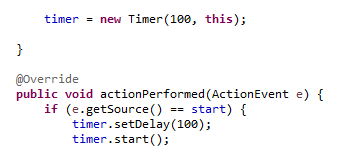 timer = new Timer(100, this);
}
@Override
public void actionPerformed(ActionEvent e) {
if (e.getSource() == start) {
timer.setDelay(100);
timer.start();